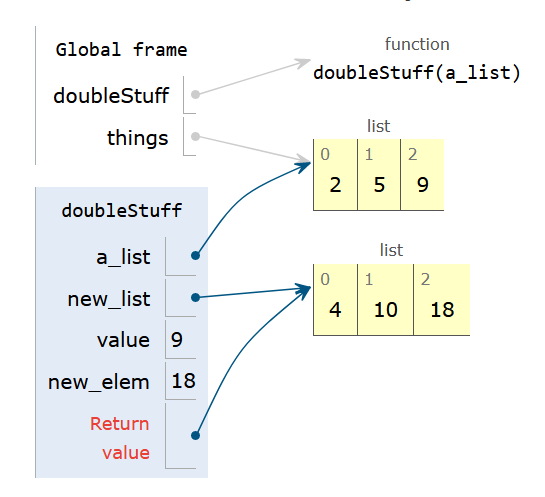 Global frame
function
doubleStuff
doubleStuff(a_list)
things
list
0 1 2
2 5 9
doubleStuff
a_list
new_list
list
0 1 2
4 10 18
value 9
new_elem 18
Return
value